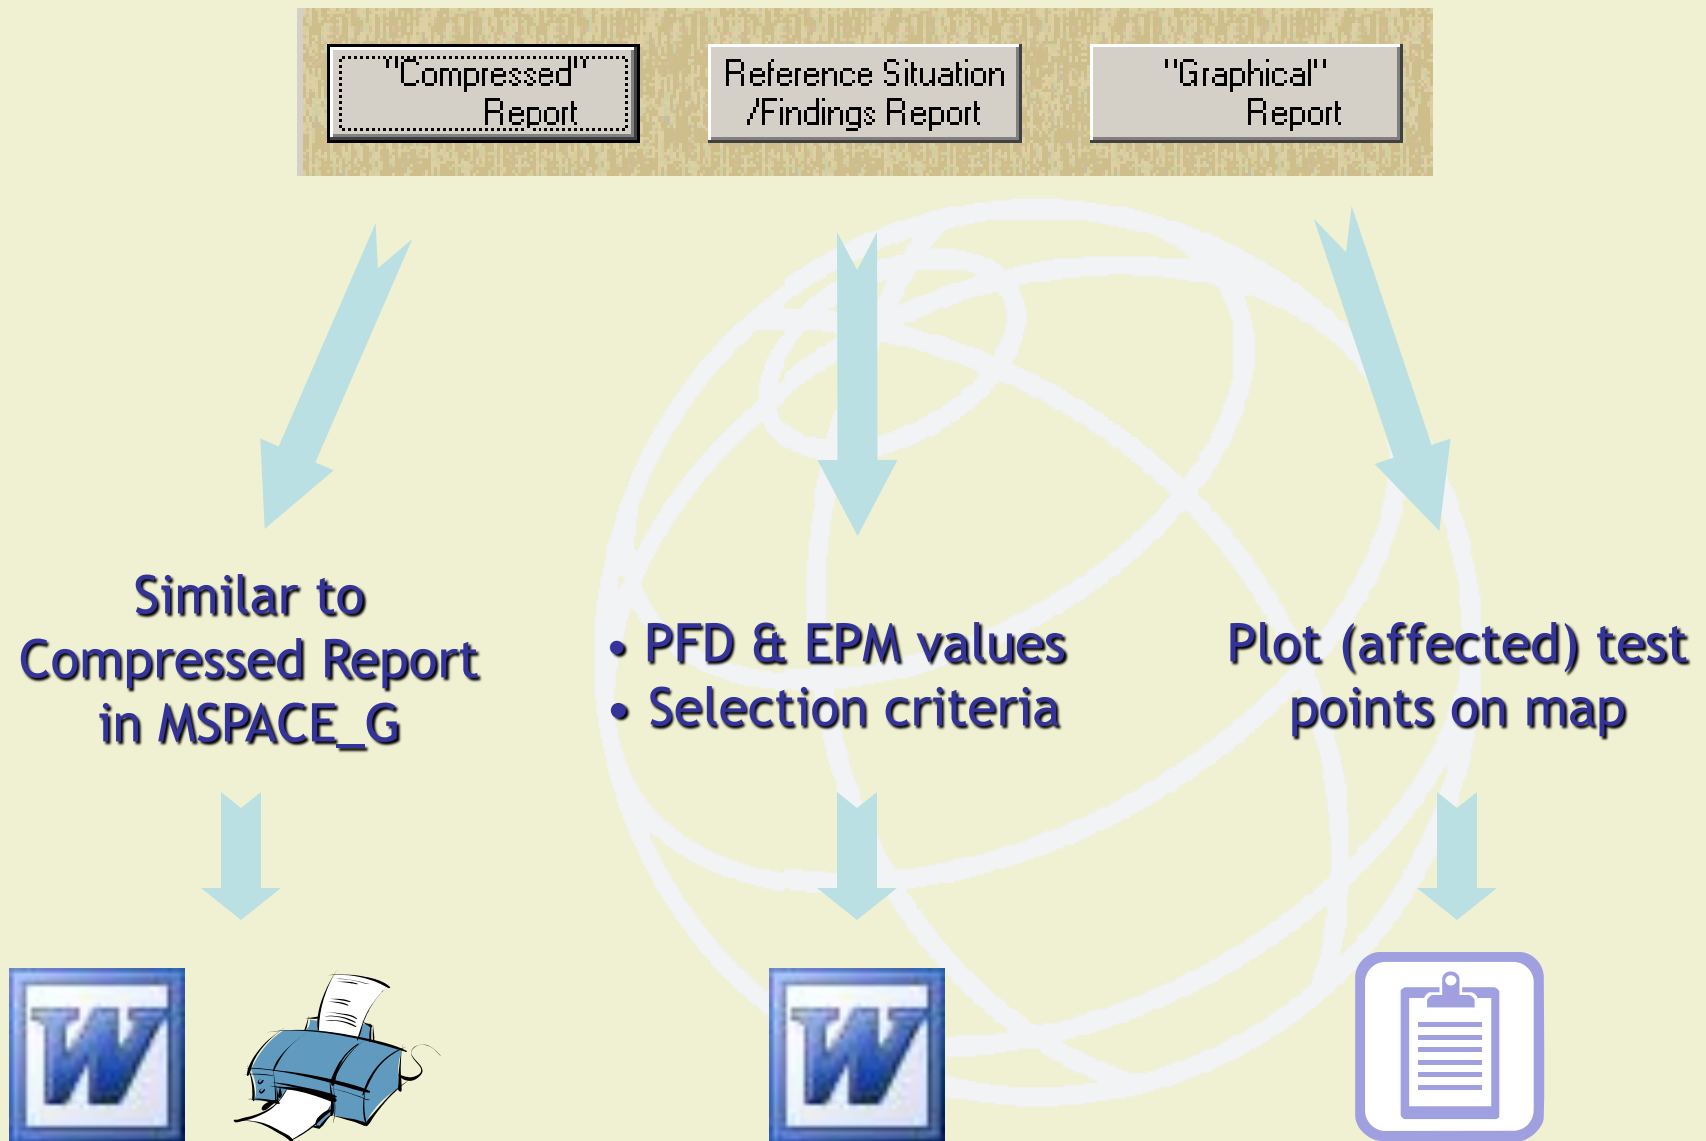 "Compressed"
Report
Reference Situation
/Findings Report
"Graphical"
Report
Similar to
Compressed Report
in MSPACE_G
• PFD & EPM values
• Selection criteria
Plot (affected) test
points on map
W
W